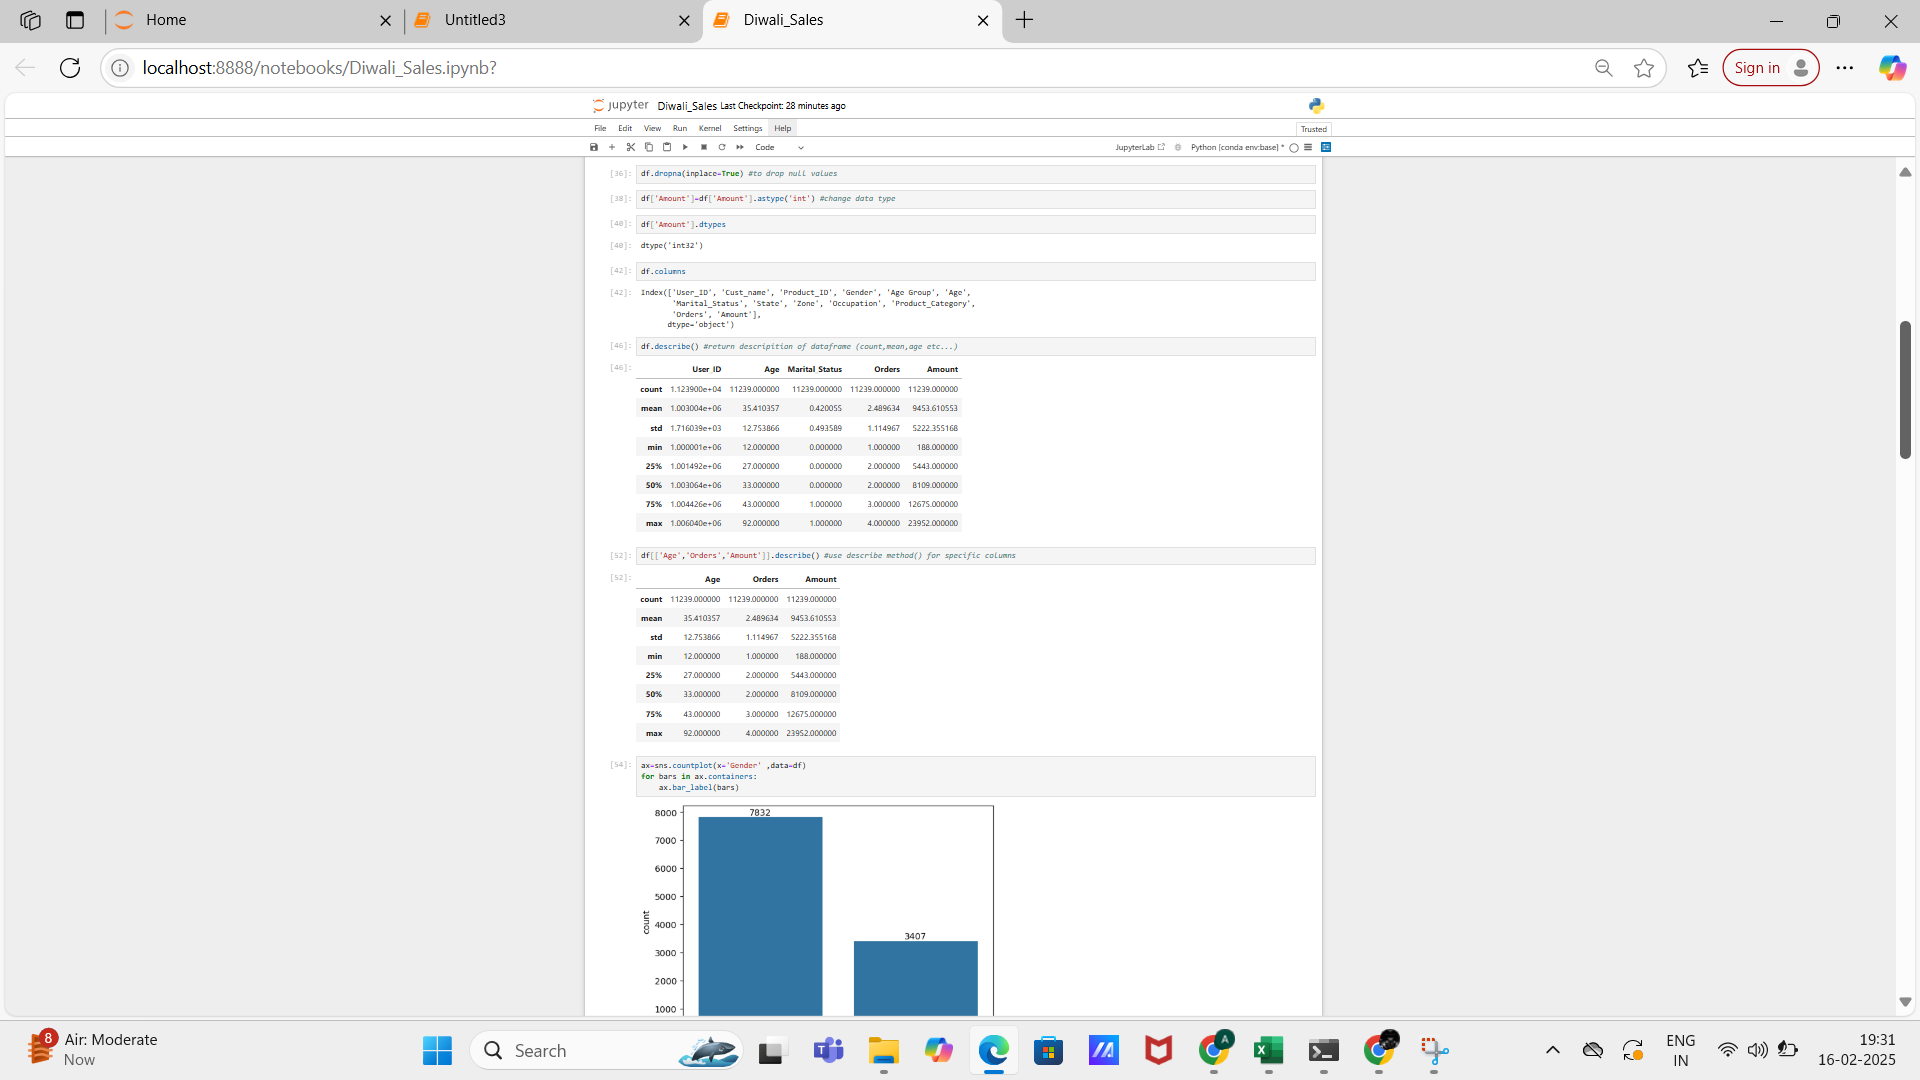 Home
Untitled3
Diwali_Sales
localhost:8888/notebooks/Diwali_Sales.ipynb?
Sign in
jupyter Diwali_Sales Last Checkpoint: 28 minutes ago
File Edit View Run Kernel Settings Help
Trusted
Code
JupyterLab
Python [conda env:base] *
[36]: df.dropna(inplace=True) #to drop null values
[38]: df['Amount']=df['Amount'].astype('int') #change data type
[40]: df['Amount'].dtypes
[40]: dtype('int32')
[42]: df.columns
[42]: Index(['User_ID', 'Cust_name', 'Product_ID', 'Gender', 'Age Group', 'Age',
'Marital_Status', 'State', 'Zone', 'Occupation', 'Product_Category',
'Orders', 'Amount'],
dtype='object')
[46]: df.describe() #return descripition of dataframe (count,mean,age etc...)
[46]: User_ID Age Marital_Status Orders Amount
count 1.123900e+04 11239.000000 11239.000000 11239.000000 11239.000000
mean 1.003004e+06 35.410357 0.420055 2.489634 9453.610553
std 1.716039e+03 12.753866 0.493589 1.114967 5222.355168
min 1.000001e+06 12.000000 0.000000 1.000000 188.000000
25% 1.001492e+06 27.000000 0.000000 2.000000 5443.000000
50% 1.003064e+06 33.000000 0.000000 2.000000 8109.000000
75% 1.004426e+06 43.000000 1.000000 3.000000 12675.000000
max 1.006040e+06 92.000000 1.000000 4.000000 23952.000000
[52]: df[['Age','Orders','Amount']].describe() #use describe method() for specific columns
[52]: Age Orders Amount
count 11239.000000 11239.000000 11239.000000
mean 35.410357 2.489634 9453.610553
std 12.753866 1.114967 5222.355168
min 12.000000 1.000000 188.000000
25% 27.000000 2.000000 5443.000000
50% 33.000000 2.000000 8109.000000
75% 43.000000 3.000000 12675.000000
max 92.000000 4.000000 23952.000000
[54]: ax=sns.countplot(x='Gender' ,data=df)
for bars in ax.containers:
ax.bar_label(bars)
8000
7832
7000
6000
5000
count
4000
3407
3000
2000
1000
8
Air: Moderate
Now
Search
A
ENG
IN
19:31
16-02-2025